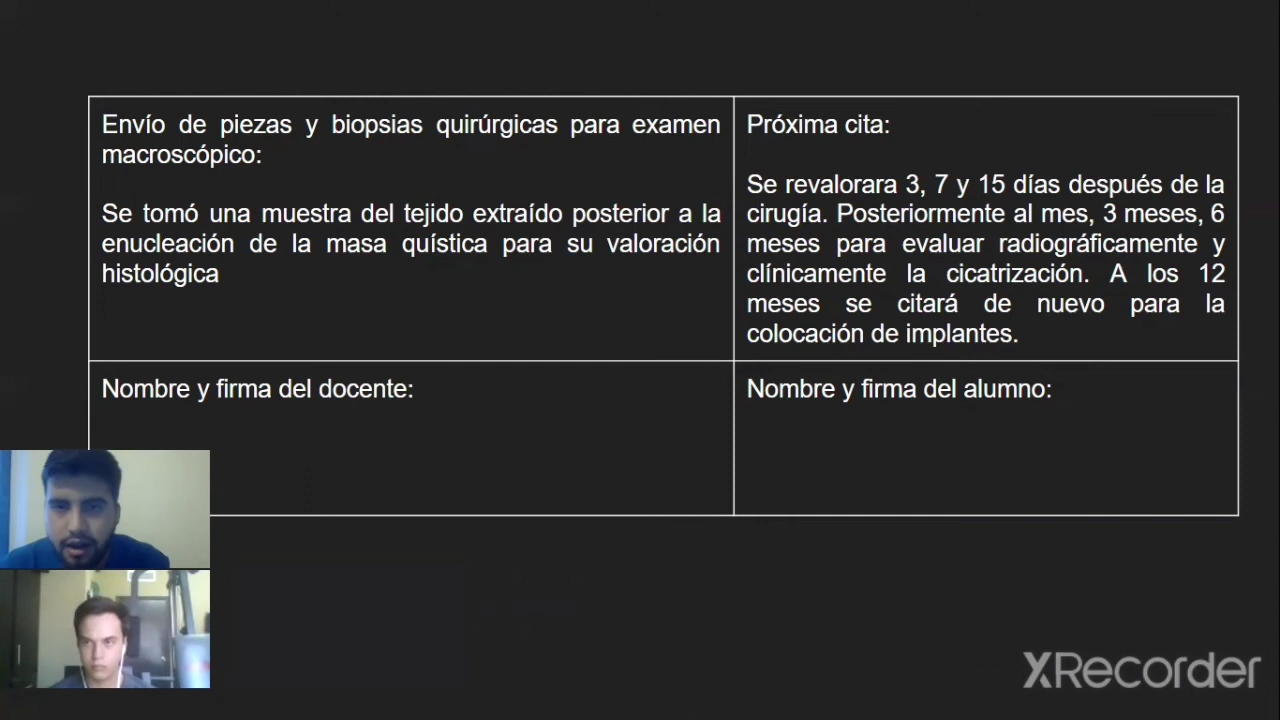 Envío de piezas y biopsias quirúrgicas para examen
macroscópico:
Se tomó una muestra del tejido extraído posterior a la
enucleación de la masa quística para su valoración
histológica
Próxima cita:
Se revalorara 3, 7 y 15 días después de la
cirugía. Posteriormente al mes, 3 meses, 6
meses para evaluar radiográficamente y
clínicamente la cicatrización. A los 12
meses se citará de nuevo para la
colocación de implantes.
Nombre y firma del docente:
Nombre y firma del alumno:
XRecorder